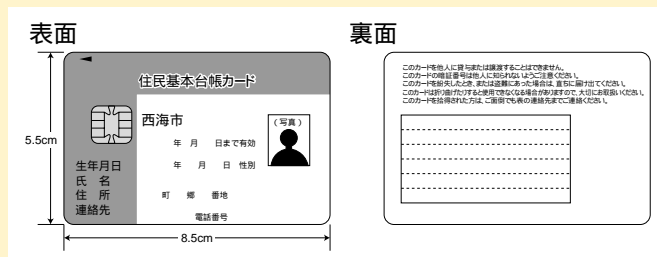 表面
住民基本台帳カード
西海市
(写真)
年 月 日まで有効
5.5cm
生年月日 年 月 日 性別
氏 名
住 所 町 郷 番地
連絡先
電話番号
8.5cm
裏面
このカードを他人に貸与または譲渡することはできません。
このカードの暗証番号は他人に知られないようご注意ください。
このカードを紛失したとき、または盗難にあった場合は、直ちに届け出てください。
このカードは折り曲げたりすると使用できなくなる場合がありますので、大切にお取扱いください。
このカードを拾得された方は、ご面倒でも表の連絡先までご連絡ください。